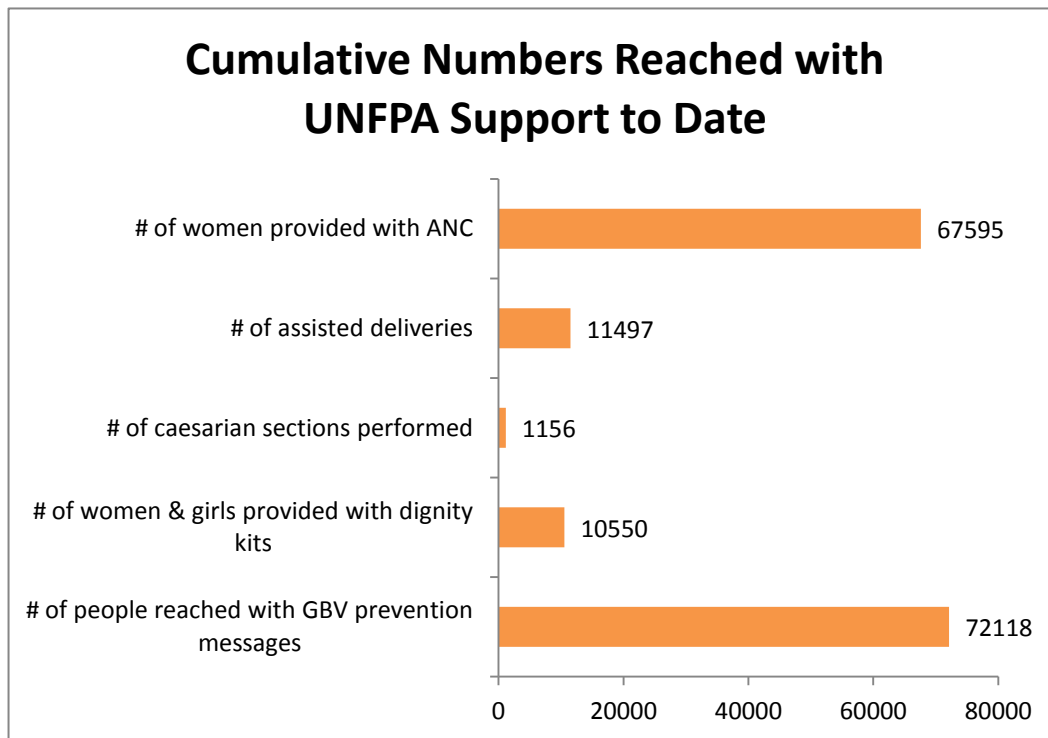 Cumulative Numbers Reached with
UNFPA Support to Date
# of women provided with ANC
67595
# of assisted deliveries
11497
# of caesarian sections performed
1156
# of women & girls provided with dignity
kits
10550
# of people reached with GBV prevention
messages
72118
0 20000 40000 60000 80000